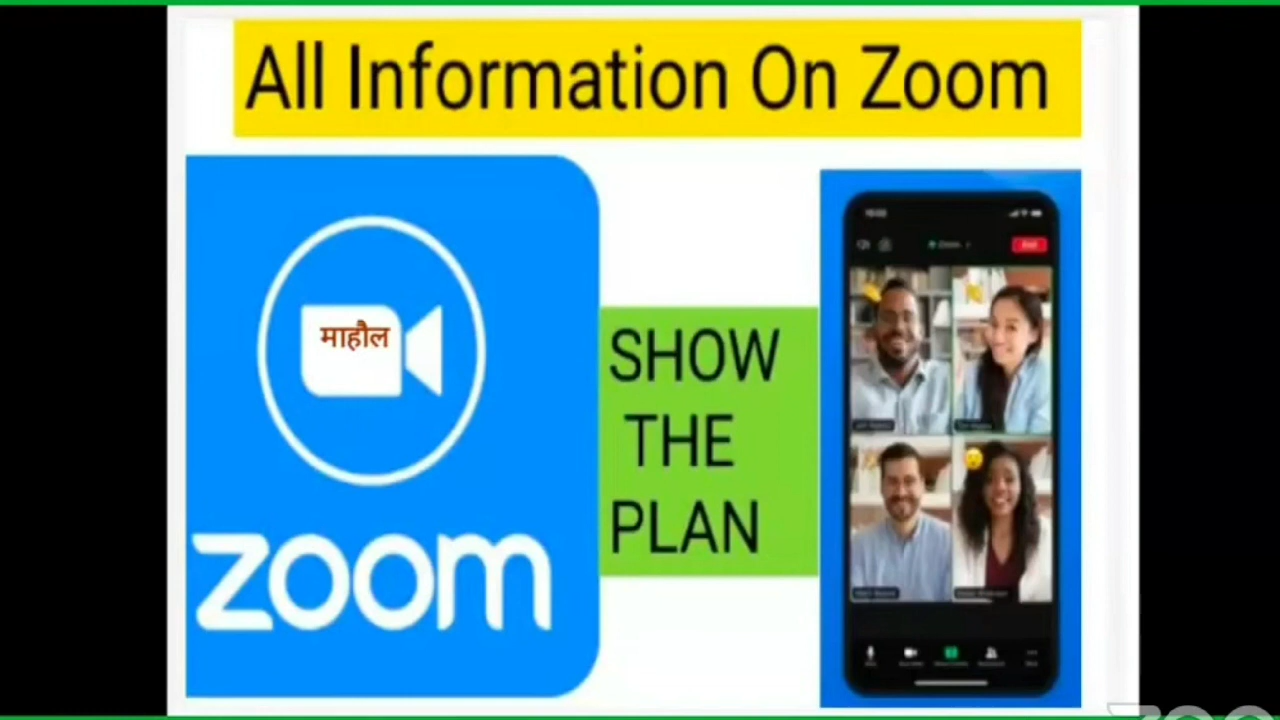 All Information On Zoom
माहौल
zoom
SHOW
THE
PLAN